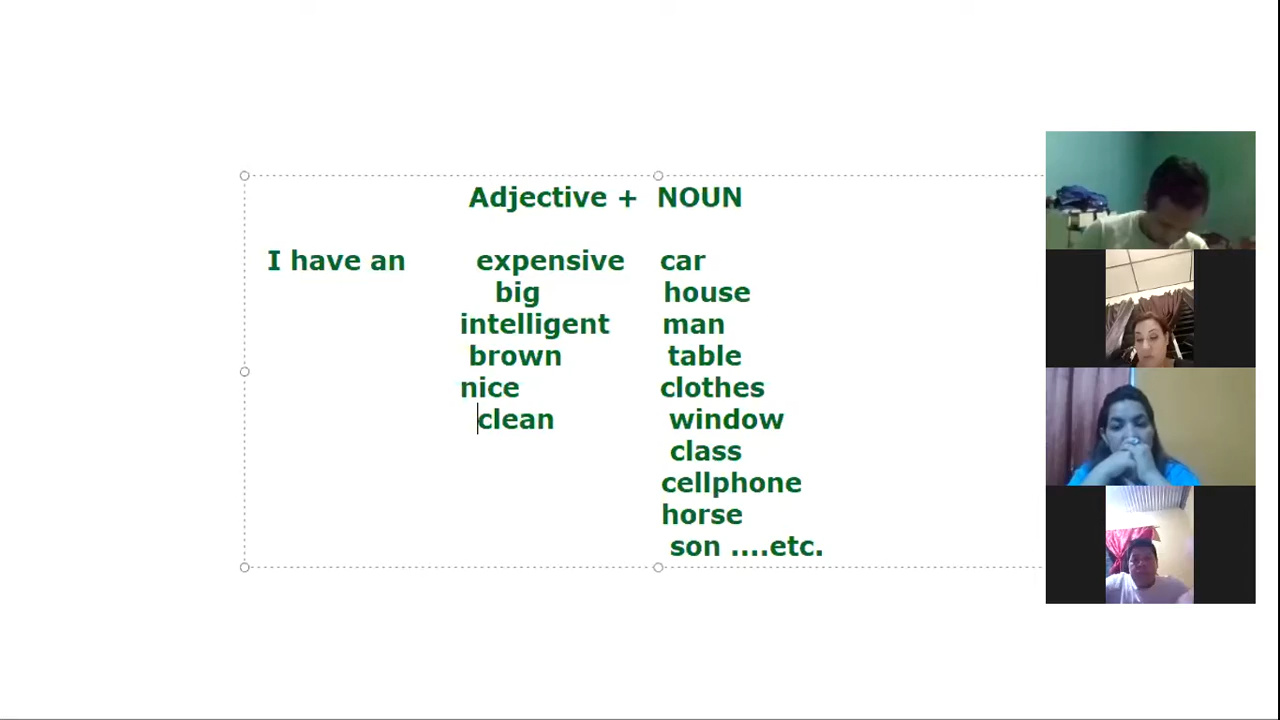 Adjective + NOUN
I have an expensive car
big house
intelligent man
brown table
nice clothes
clean window
class
cellphone
horse
son ....etc.